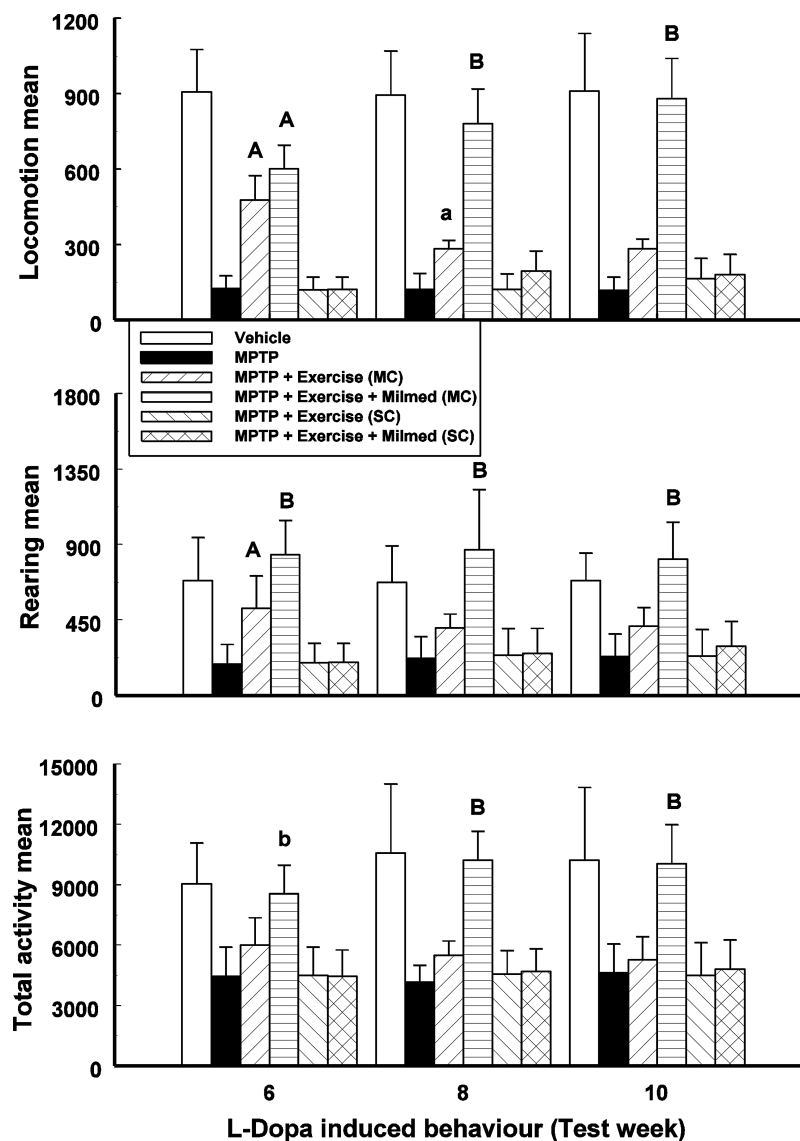 1200
900
600
300
0
Locomotion mean
A
A
a
B
B
Vehicle
MPTP
MPTP + Exercise (MC)
MPTP + Exercise + Milmed (MC)
MPTP + Exercise (SC)
MPTP + Exercise + Milmed (SC)
1800
1350
900
450
0
Rearing mean
A
B
B
B
15000
12000
9000
6000
3000
0
Total activity mean
b
B
B
6 8 10
L-Dopa induced behaviour (Test week)